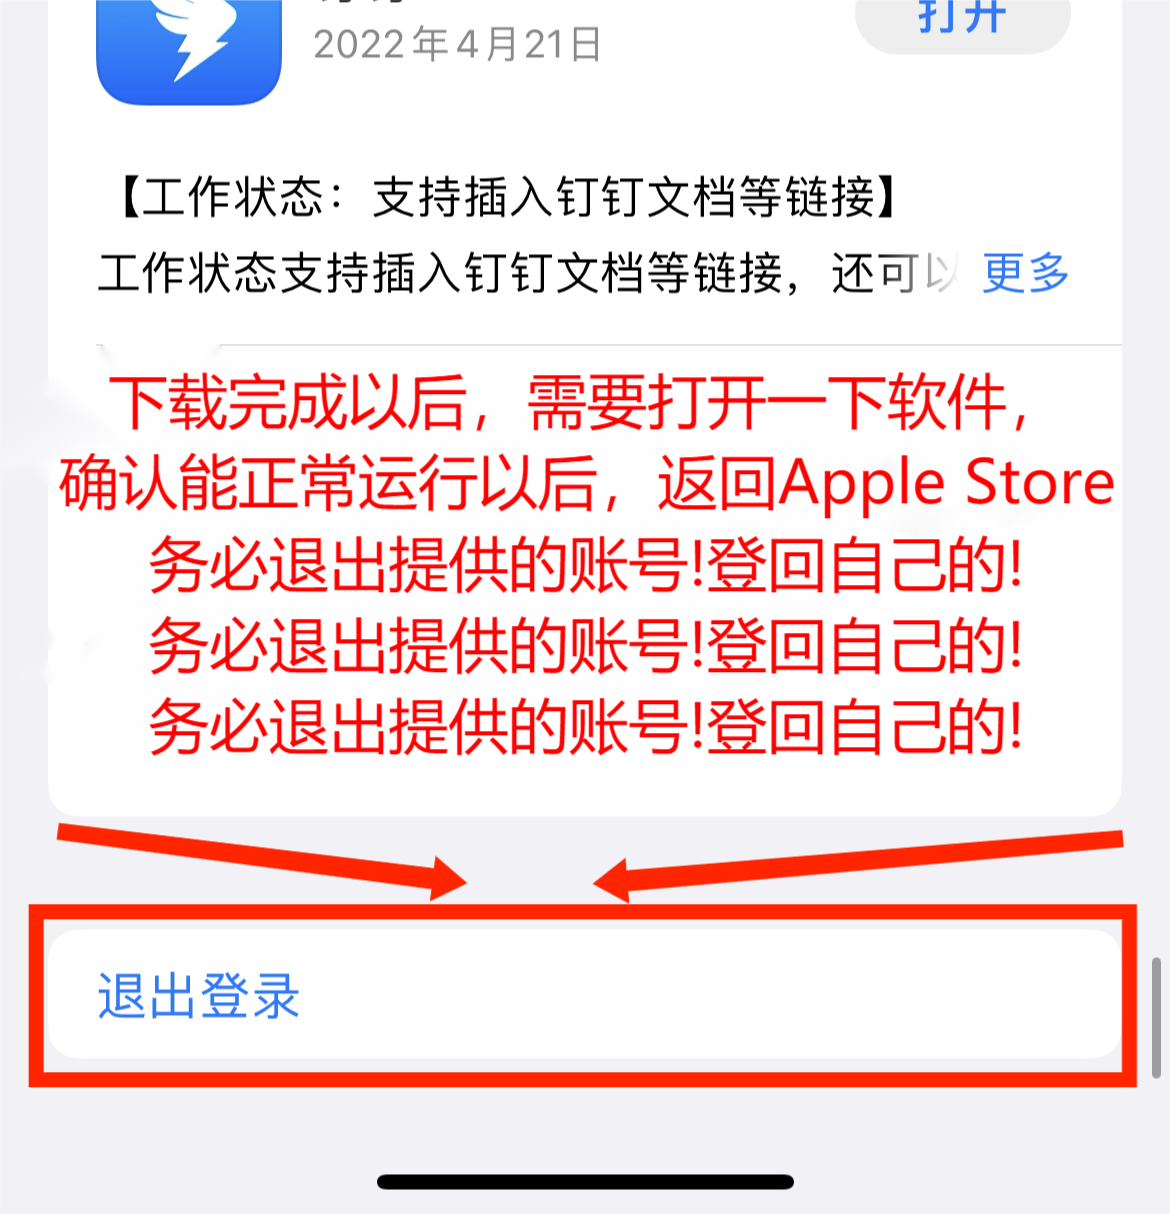 2022年4月21日
打开
【工作状态：支持插入钉钉文档等链接】
工作状态支持插入钉钉文档等链接，还可以 更多
下载完成以后，需要打开一下软件，
确认能正常运行以后，返回Apple Store
务必退出提供的账号!登回自己的!
务必退出提供的账号!登回自己的!
务必退出提供的账号!登回自己的!
退出登录